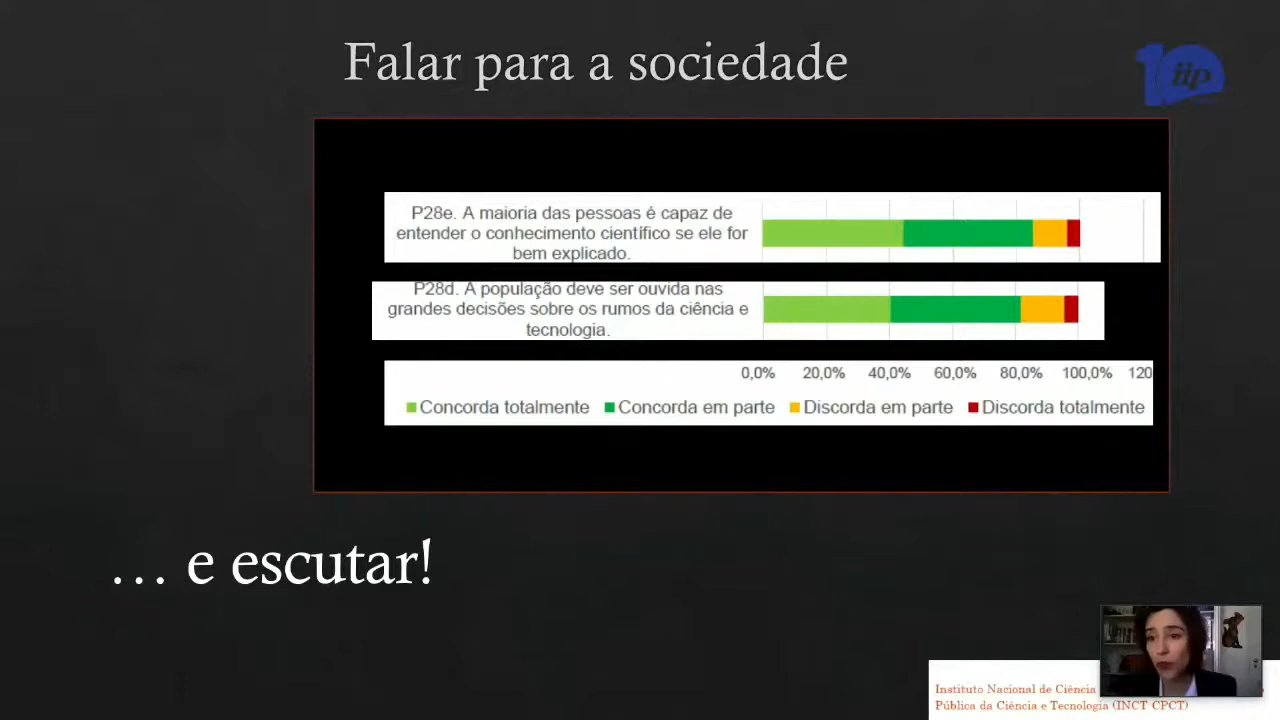 Falar para a sociedade
10 iip
P28e. A maioria das pessoas é capaz de
entender o conhecimento científico se ele for
bem explicado.
P28d. A população deve ser ouvida nas
grandes decisões sobre os rumos da ciência e
tecnologia.
0,0% 20,0% 40,0% 60,0% 80,0% 100,0% 120
Concorda totalmente Concorda em parte Discorda em parte Discorda totalmente
… e escutar!
Instituto Nacional de Ciência
Pública da Ciência e Tecnologia (INCT CPCT)